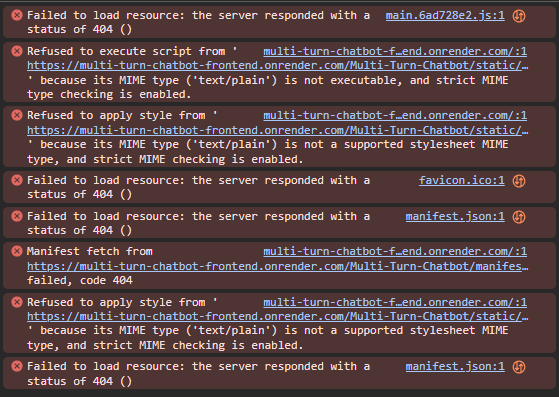 Failed to load resource: the server responded with a main.6ad728e2.js:1
status of 404 ()
Refused to execute script from ' multi-turn-chatbot-f…end.onrender.com/:1
https://multi-turn-chatbot-frontend.onrender.com/Multi-Turn-Chatbot/static/…
' because its MIME type ('text/plain') is not executable, and strict MIME
type checking is enabled.
Refused to apply style from ' multi-turn-chatbot-f…end.onrender.com/:1
https://multi-turn-chatbot-frontend.onrender.com/Multi-Turn-Chatbot/static/…
' because its MIME type ('text/plain') is not a supported stylesheet MIME
type, and strict MIME checking is enabled.
Failed to load resource: the server responded with a favicon.ico:1
status of 404 ()
Failed to load resource: the server responded with a manifest.json:1
status of 404 ()
Manifest fetch from multi-turn-chatbot-f…end.onrender.com/:1
https://multi-turn-chatbot-frontend.onrender.com/Multi-Turn-Chatbot/manifes…
failed, code 404
Refused to apply style from ' multi-turn-chatbot-f…end.onrender.com/:1
https://multi-turn-chatbot-frontend.onrender.com/Multi-Turn-Chatbot/static/…
' because its MIME type ('text/plain') is not a supported stylesheet MIME
type, and strict MIME checking is enabled.
Failed to load resource: the server responded with a manifest.json:1
status of 404 ()